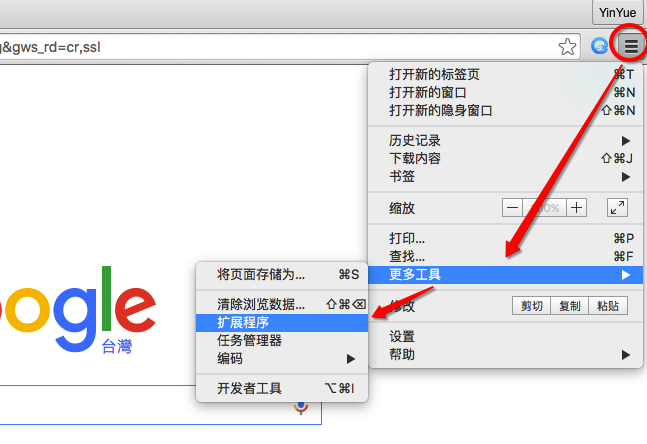 YinYue
g&gws_rd=cr,ssl
打开新的标签页 ⌘T
打开新的窗口 ⌘N
打开新的隐身窗口 ⇧⌘N
历史记录 ▶
下载内容 ⇧⌘J
书签 ▶
缩放 — 100% +
打印... ⌘P
查找... ⌘F
更多工具 ▶
修改 剪切 复制 粘贴
设置
帮助 ▶
将页面存储为... ⌘S
清除浏览数据... ⇧⌘⌫
扩展程序
任务管理器
编码 ▶
开发者工具 ⌥⌘I
oogle
台灣